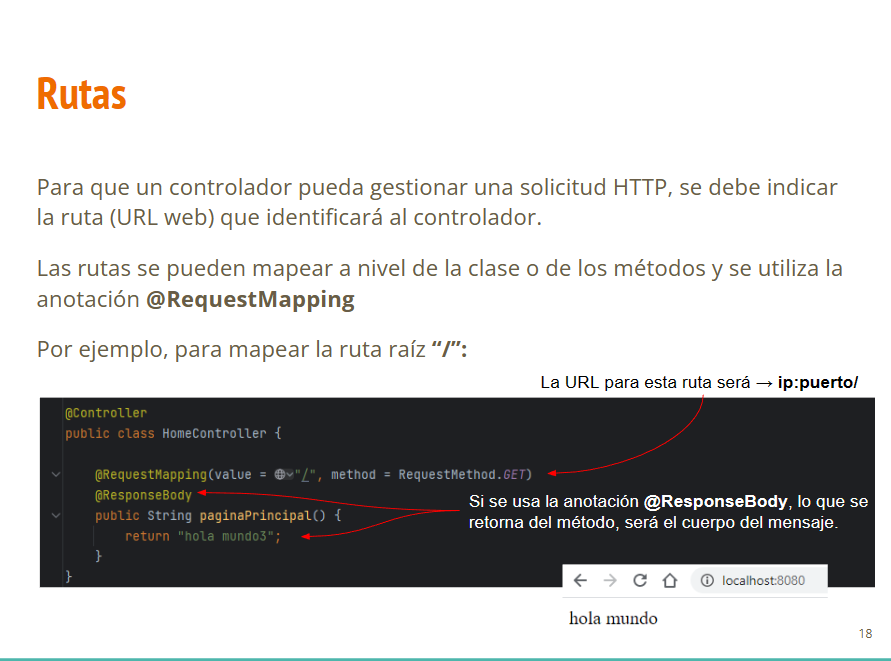 Rutas
Para que un controlador pueda gestionar una solicitud HTTP, se debe indicar
la ruta (URL web) que identificará al controlador.
Las rutas se pueden mapear a nivel de la clase o de los métodos y se utiliza la
anotación @RequestMapping
Por ejemplo, para mapear la ruta raíz “/”:
La URL para esta ruta será → ip:puerto/
@Controller
public class HomeController {
@RequestMapping(value = "/", method = RequestMethod.GET)
@ResponseBody
public String paginaPrincipal() {
return "hola mundo3";
}
}
Si se usa la anotación @ResponseBody, lo que se
retorna del método, será el cuerpo del mensaje.
localhost:8080
hola mundo
18